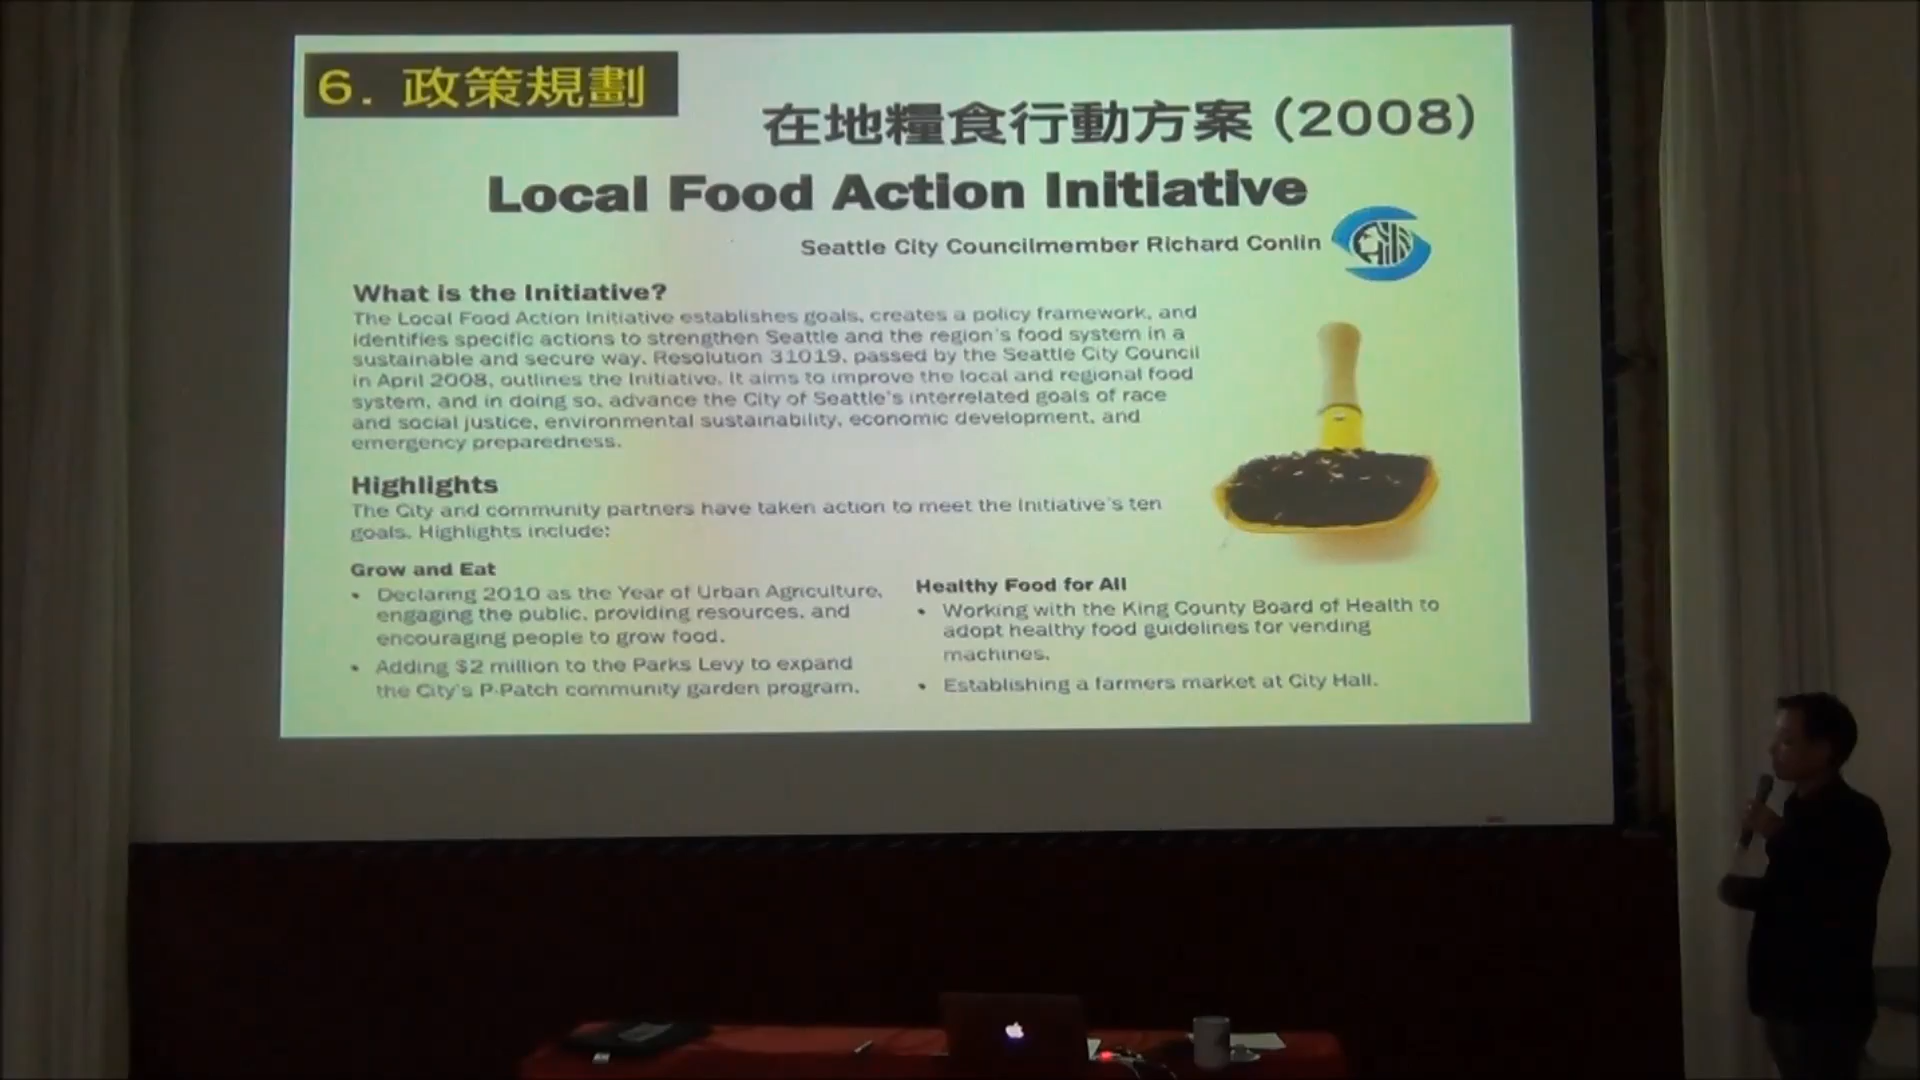 6. 政策規劃
在地糧食行動方案 (2008)
Local Food Action Initiative
Seattle City Councilmember Richard Conlin
What is the Initiative?
The Local Food Action Initiative establishes goals, creates a policy framework, and
identifies specific actions to strengthen Seattle and the region's food system in a
sustainable and secure way. Resolution 31019, passed by the Seattle City Council
in April 2008, outlines the Initiative. It aims to improve the local and regional food
system, and in doing so, advance the City of Seattle's interrelated goals of race
and social justice, environmental sustainability, economic development, and
emergency preparedness.
Highlights
The City and community partners have taken action to meet the Initiative's ten
goals. Highlights include:
Grow and Eat
• Declaring 2010 as the Year of Urban Agriculture,
engaging the public, providing resources, and
encouraging people to grow food.
• Adding $2 million to the Parks Levy to expand
the City's P-Patch community garden program.
Healthy Food for All
• Working with the King County Board of Health to
adopt healthy food guidelines for vending
machines.
• Establishing a farmers market at City Hall.